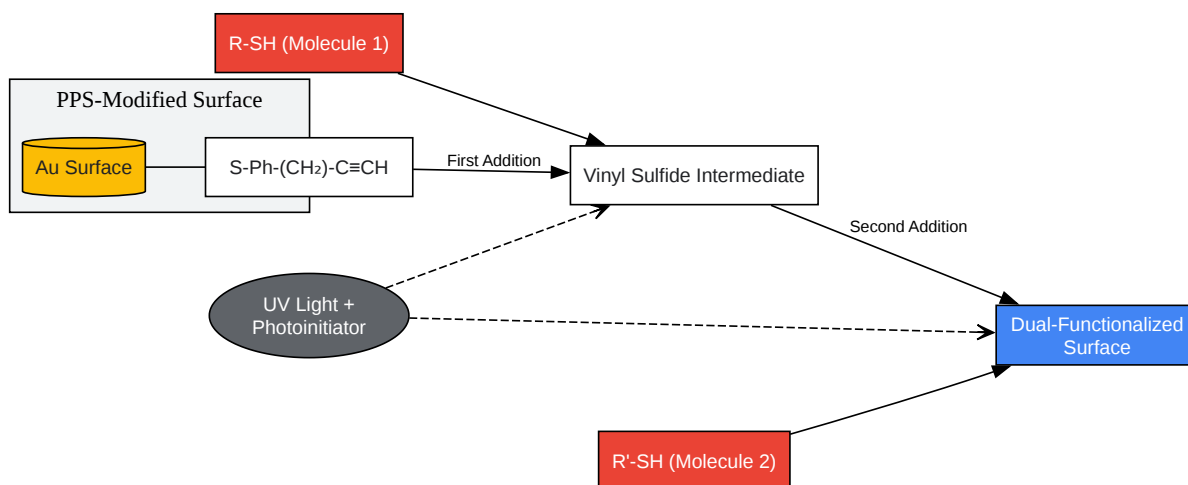 R-SH (Molecule 1)
PPS-Modified Surface
Au Surface
S-Ph-(CH₂)-C≡CH
First Addition
Vinyl Sulfide Intermediate
Second Addition
UV Light +
Photoinitiator
Dual-Functionalized
Surface
R'-SH (Molecule 2)